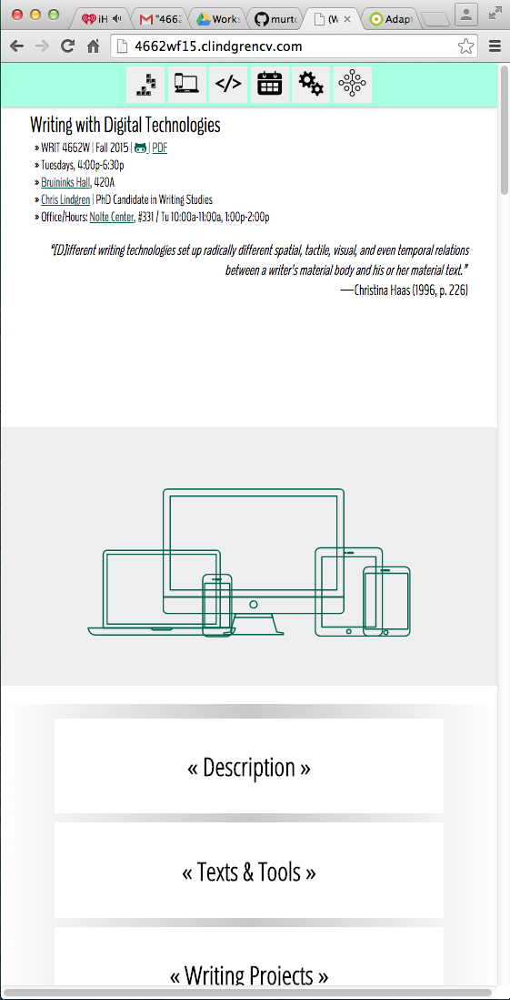 iH
"466
Works
murto
(W
Adapt
4662wf15.clindgrencv.com
</>
Writing with Digital Technologies
» WRIT 4662W | Fall 2015 | | PDF
» Tuesdays, 4:00p-6:30p
» Bruininks Hall, 420A
» Chris Lindgren | PhD Candidate in Writing Studies
» Office/Hours: Nolte Center, #331 / Tu 10:00a-11:00a, 1:00p-2:00p
"[D]ifferent writing technologies set up radically different spatial, tactile, visual, and even temporal relations
between a writer's material body and his or her material text."
—Christina Haas (1996, p. 226)
« Description »
« Texts & Tools »
« Writing Projects »